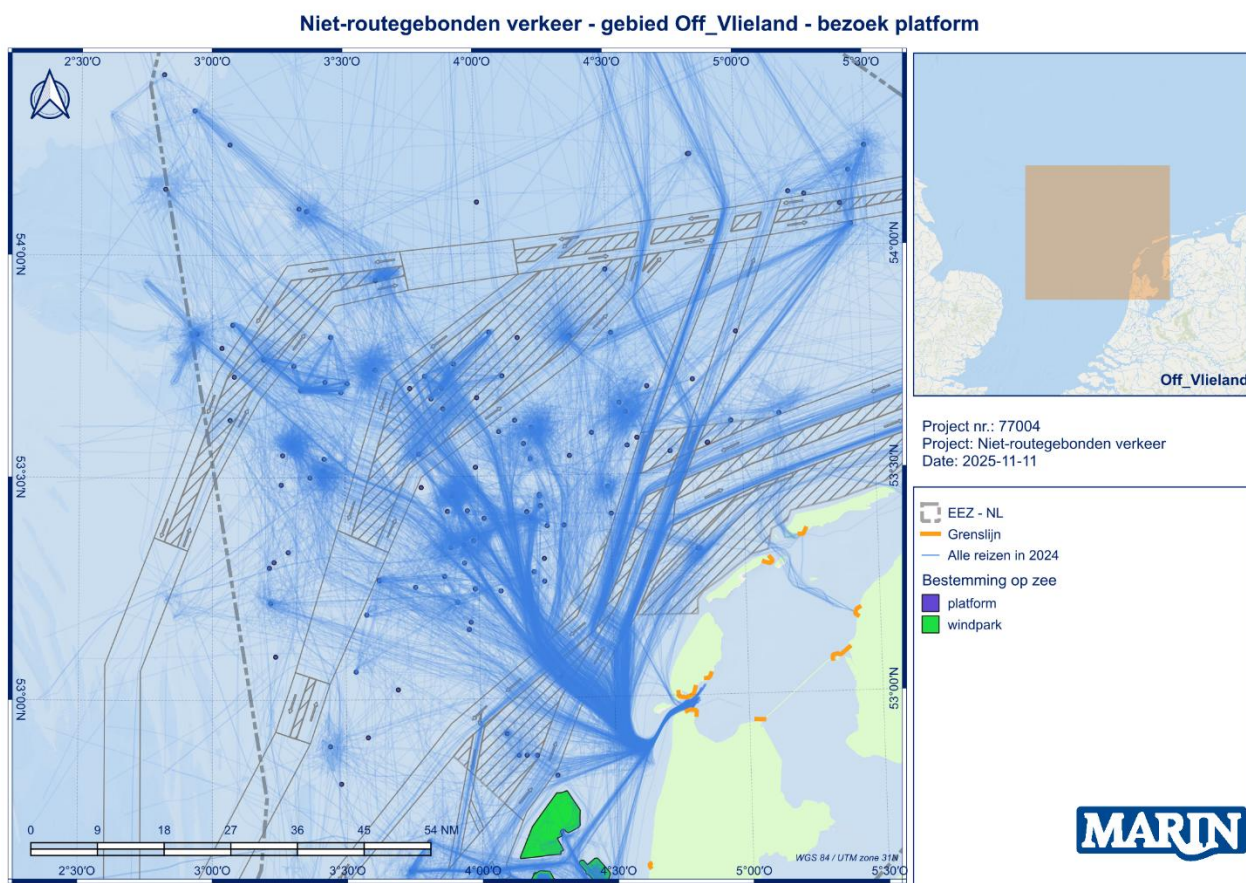 Niet-routegebonden verkeer - gebied Off_Vlieland - bezoek platform
2°30'O 3°00'O 3°30'O 4°00'O 4°30'O 5°00'O 5°30'O
54°00'N 54°00'N
53°30'N 53°30'N
53°00'N 53°00'N
0 9 18 27 36 45 54 NM
WGS 84 / UTM zone 31N
2°30'O 3°00'O 3°30'O 4°00'O 4°30'O 5°00'O 5°30'O
Off_Vlieland
Project nr.: 77004
Project: Niet-routegebonden verkeer
Date: 2025-11-11
EEZ - NL
Grenslijn
Alle reizen in 2024
Bestemming op zee
platform
windpark
MARIN